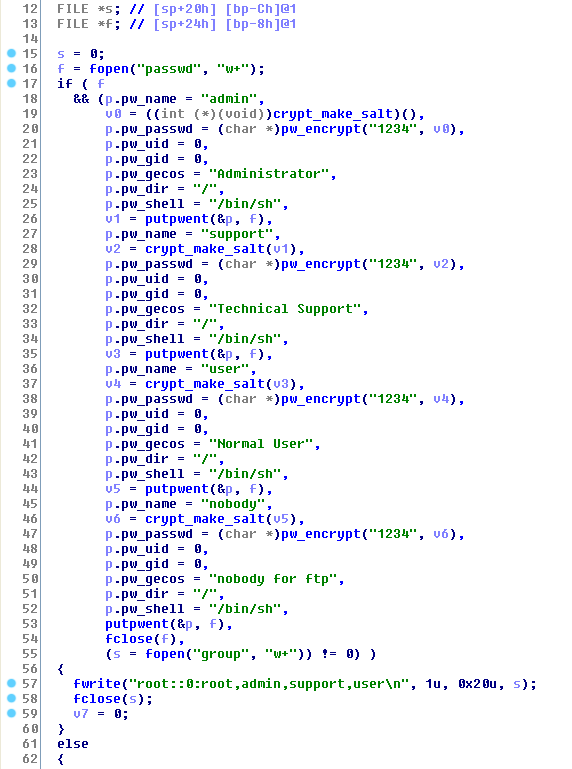 12 FILE *s; // [sp+20h] [bp-Ch]@1
13 FILE *f; // [sp+24h] [bp-8h]@1
14
15 s = 0;
16 f = fopen("passwd", "w+");
17 if ( f
18 && (p.pw_name = "admin",
19 v0 = ((int (*)(void))crypt_make_salt)(),
20 p.pw_passwd = (char *)pw_encrypt("1234", v0),
21 p.pw_uid = 0,
22 p.pw_gid = 0,
23 p.pw_gecos = "Administrator",
24 p.pw_dir = "/",
25 p.pw_shell = "/bin/sh",
26 v1 = putpwent(&p, f),
27 p.pw_name = "support",
28 v2 = crypt_make_salt(v1),
29 p.pw_passwd = (char *)pw_encrypt("1234", v2),
30 p.pw_uid = 0,
31 p.pw_gid = 0,
32 p.pw_gecos = "Technical Support",
33 p.pw_dir = "/",
34 p.pw_shell = "/bin/sh",
35 v3 = putpwent(&p, f),
36 p.pw_name = "user",
37 v4 = crypt_make_salt(v3),
38 p.pw_passwd = (char *)pw_encrypt("1234", v4),
39 p.pw_uid = 0,
40 p.pw_gid = 0,
41 p.pw_gecos = "Normal User",
42 p.pw_dir = "/",
43 p.pw_shell = "/bin/sh",
44 v5 = putpwent(&p, f),
45 p.pw_name = "nobody",
46 v6 = crypt_make_salt(v5),
47 p.pw_passwd = (char *)pw_encrypt("1234", v6),
48 p.pw_uid = 0,
49 p.pw_gid = 0,
50 p.pw_gecos = "nobody for ftp",
51 p.pw_dir = "/",
52 p.pw_shell = "/bin/sh",
53 putpwent(&p, f),
54 fclose(f),
55 (s = fopen("group", "w+")) != 0) )
56 {
57 fwrite("root::0:root,admin,support,user\n", 1u, 0x20u, s);
58 fclose(s);
59 v7 = 0;
60 }
61 else
62 {